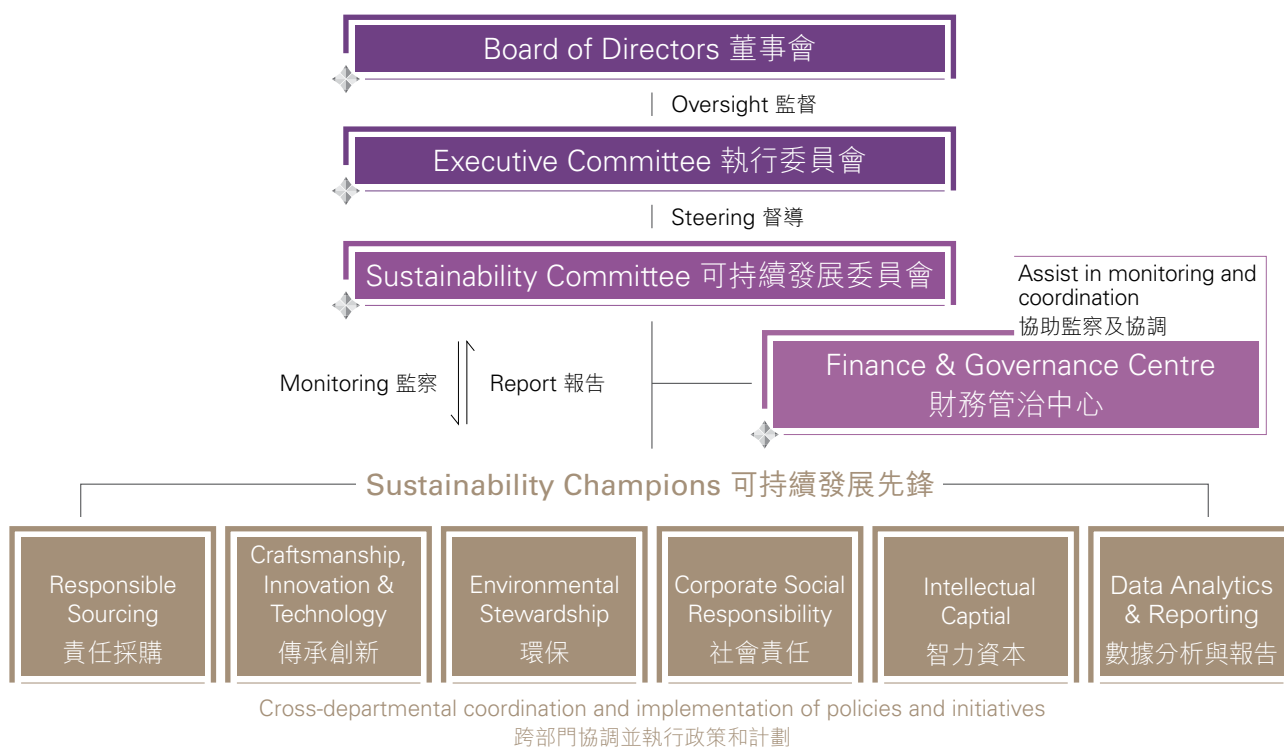 Board of Directors 董事會
Oversight 監督
Executive Committee 執行委員會
Steering 督導
Sustainability Committee 可持續發展委員會
Assist in monitoring and
coordination
協助監察及協調
Finance & Governance Centre
財務管治中心
Monitoring 監察
Report 報告
Sustainability Champions 可持續發展先鋒
Responsible
Sourcing
責任採購
Craftsmanship,
Innovation &
Technology
傳承創新
Environmental
Stewardship
環保
Corporate Social
Responsibility
社會責任
Intellectual
Captial
智力資本
Data Analytics
& Reporting
數據分析與報告
Cross-departmental coordination and implementation of policies and initiatives
跨部門協調並執行政策和計劃